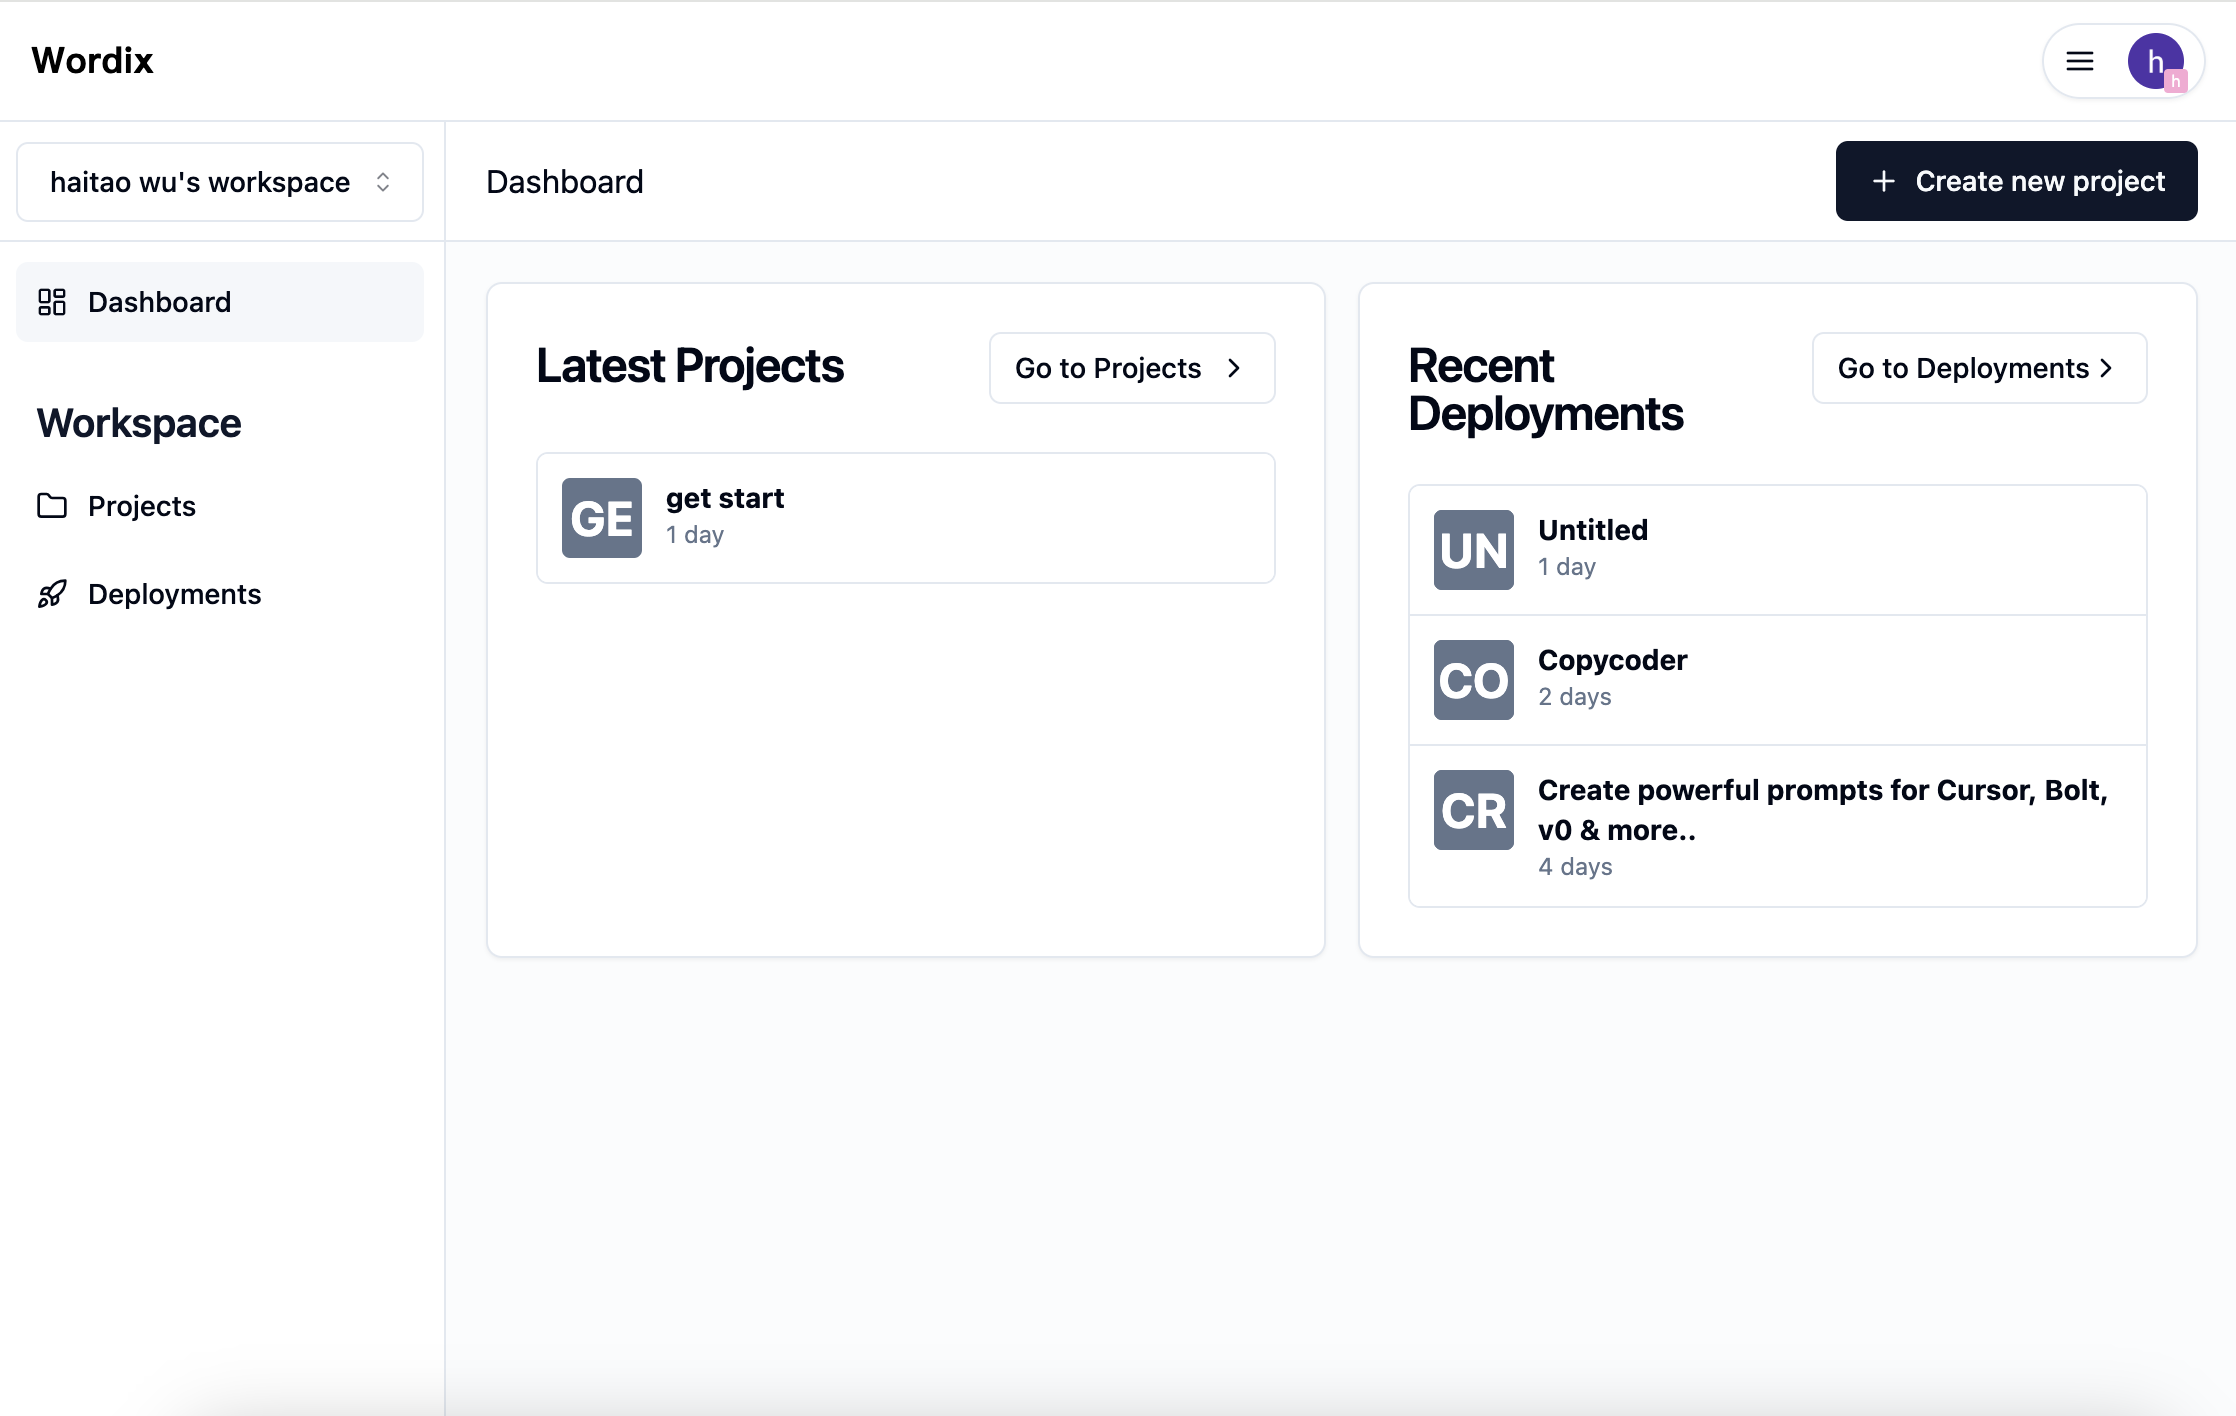 Wordix
h
h
haitao wu's workspace
Dashboard
Create new project
Dashboard
Workspace
Projects
Deployments
Latest Projects
Go to Projects
GE
get start
1 day
Recent
Deployments
Go to Deployments
UN
Untitled
1 day
CO
Copycoder
2 days
CR
Create powerful prompts for Cursor, Bolt,
v0 & more..
4 days